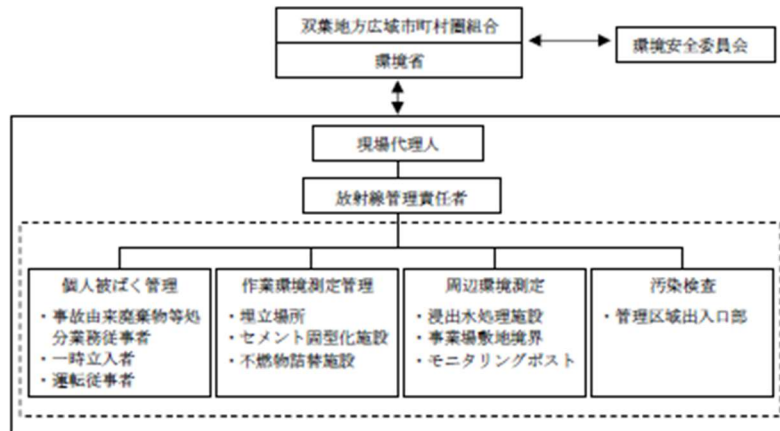 双葉地方広域市町村圏組合
環境省
環境安全委員会
現場代理人
放射線管理責任者
個人被ばく管理
・事故由来廃棄物等処
分業務従事者
・一時立入者
・運転従事者
作業環境測定管理
・埋立場所
・セメント固型化施設
・不燃物詰替施設
周辺環境測定
・浸出水処理施設
・事業場敷地境界
・モニタリングポスト
汚染検査
・管理区域出入口部